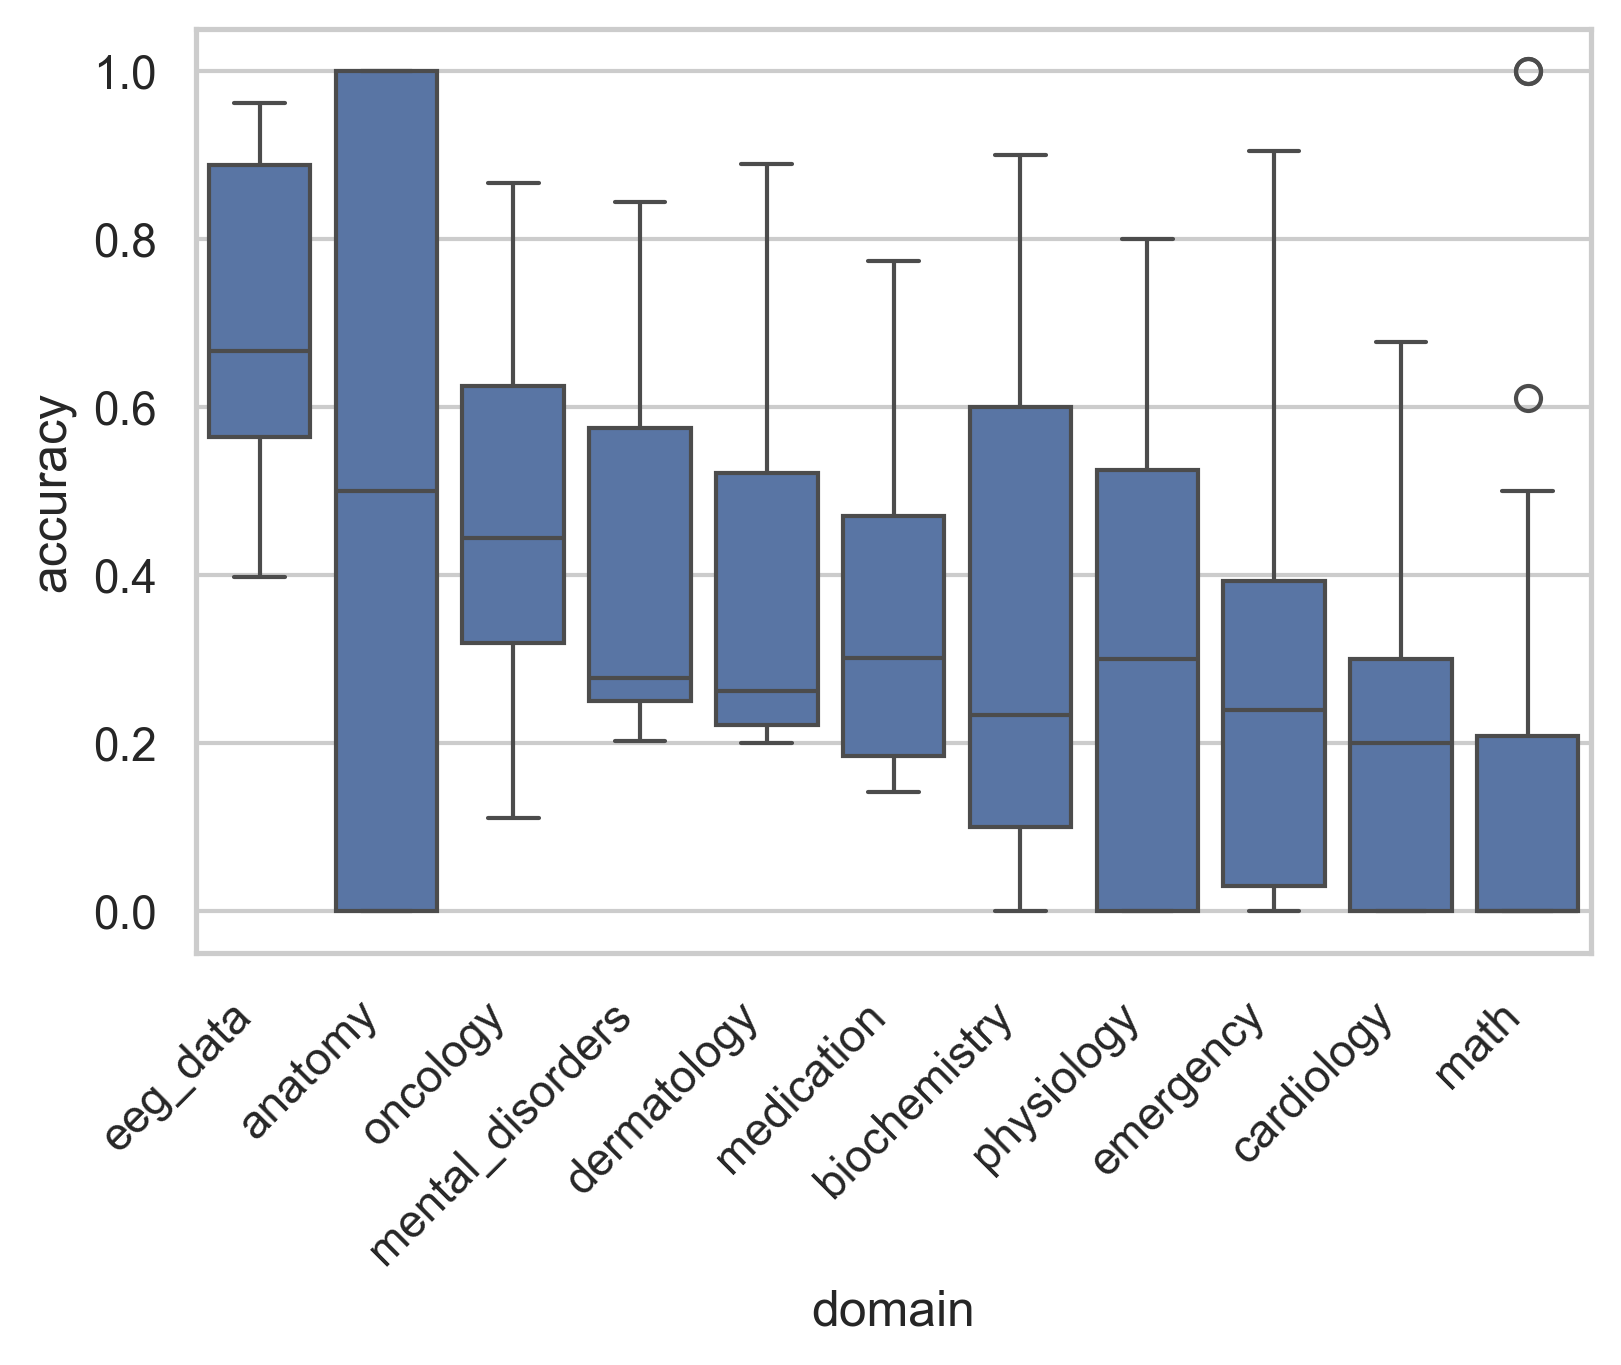 1.0
0.8
0.6
0.4
0.2
0.0
accuracy
eeg_data
anatomy
oncology
mental_disorders
dermatology
medication
biochemistry
physiology
emergency
cardiology
math
domain